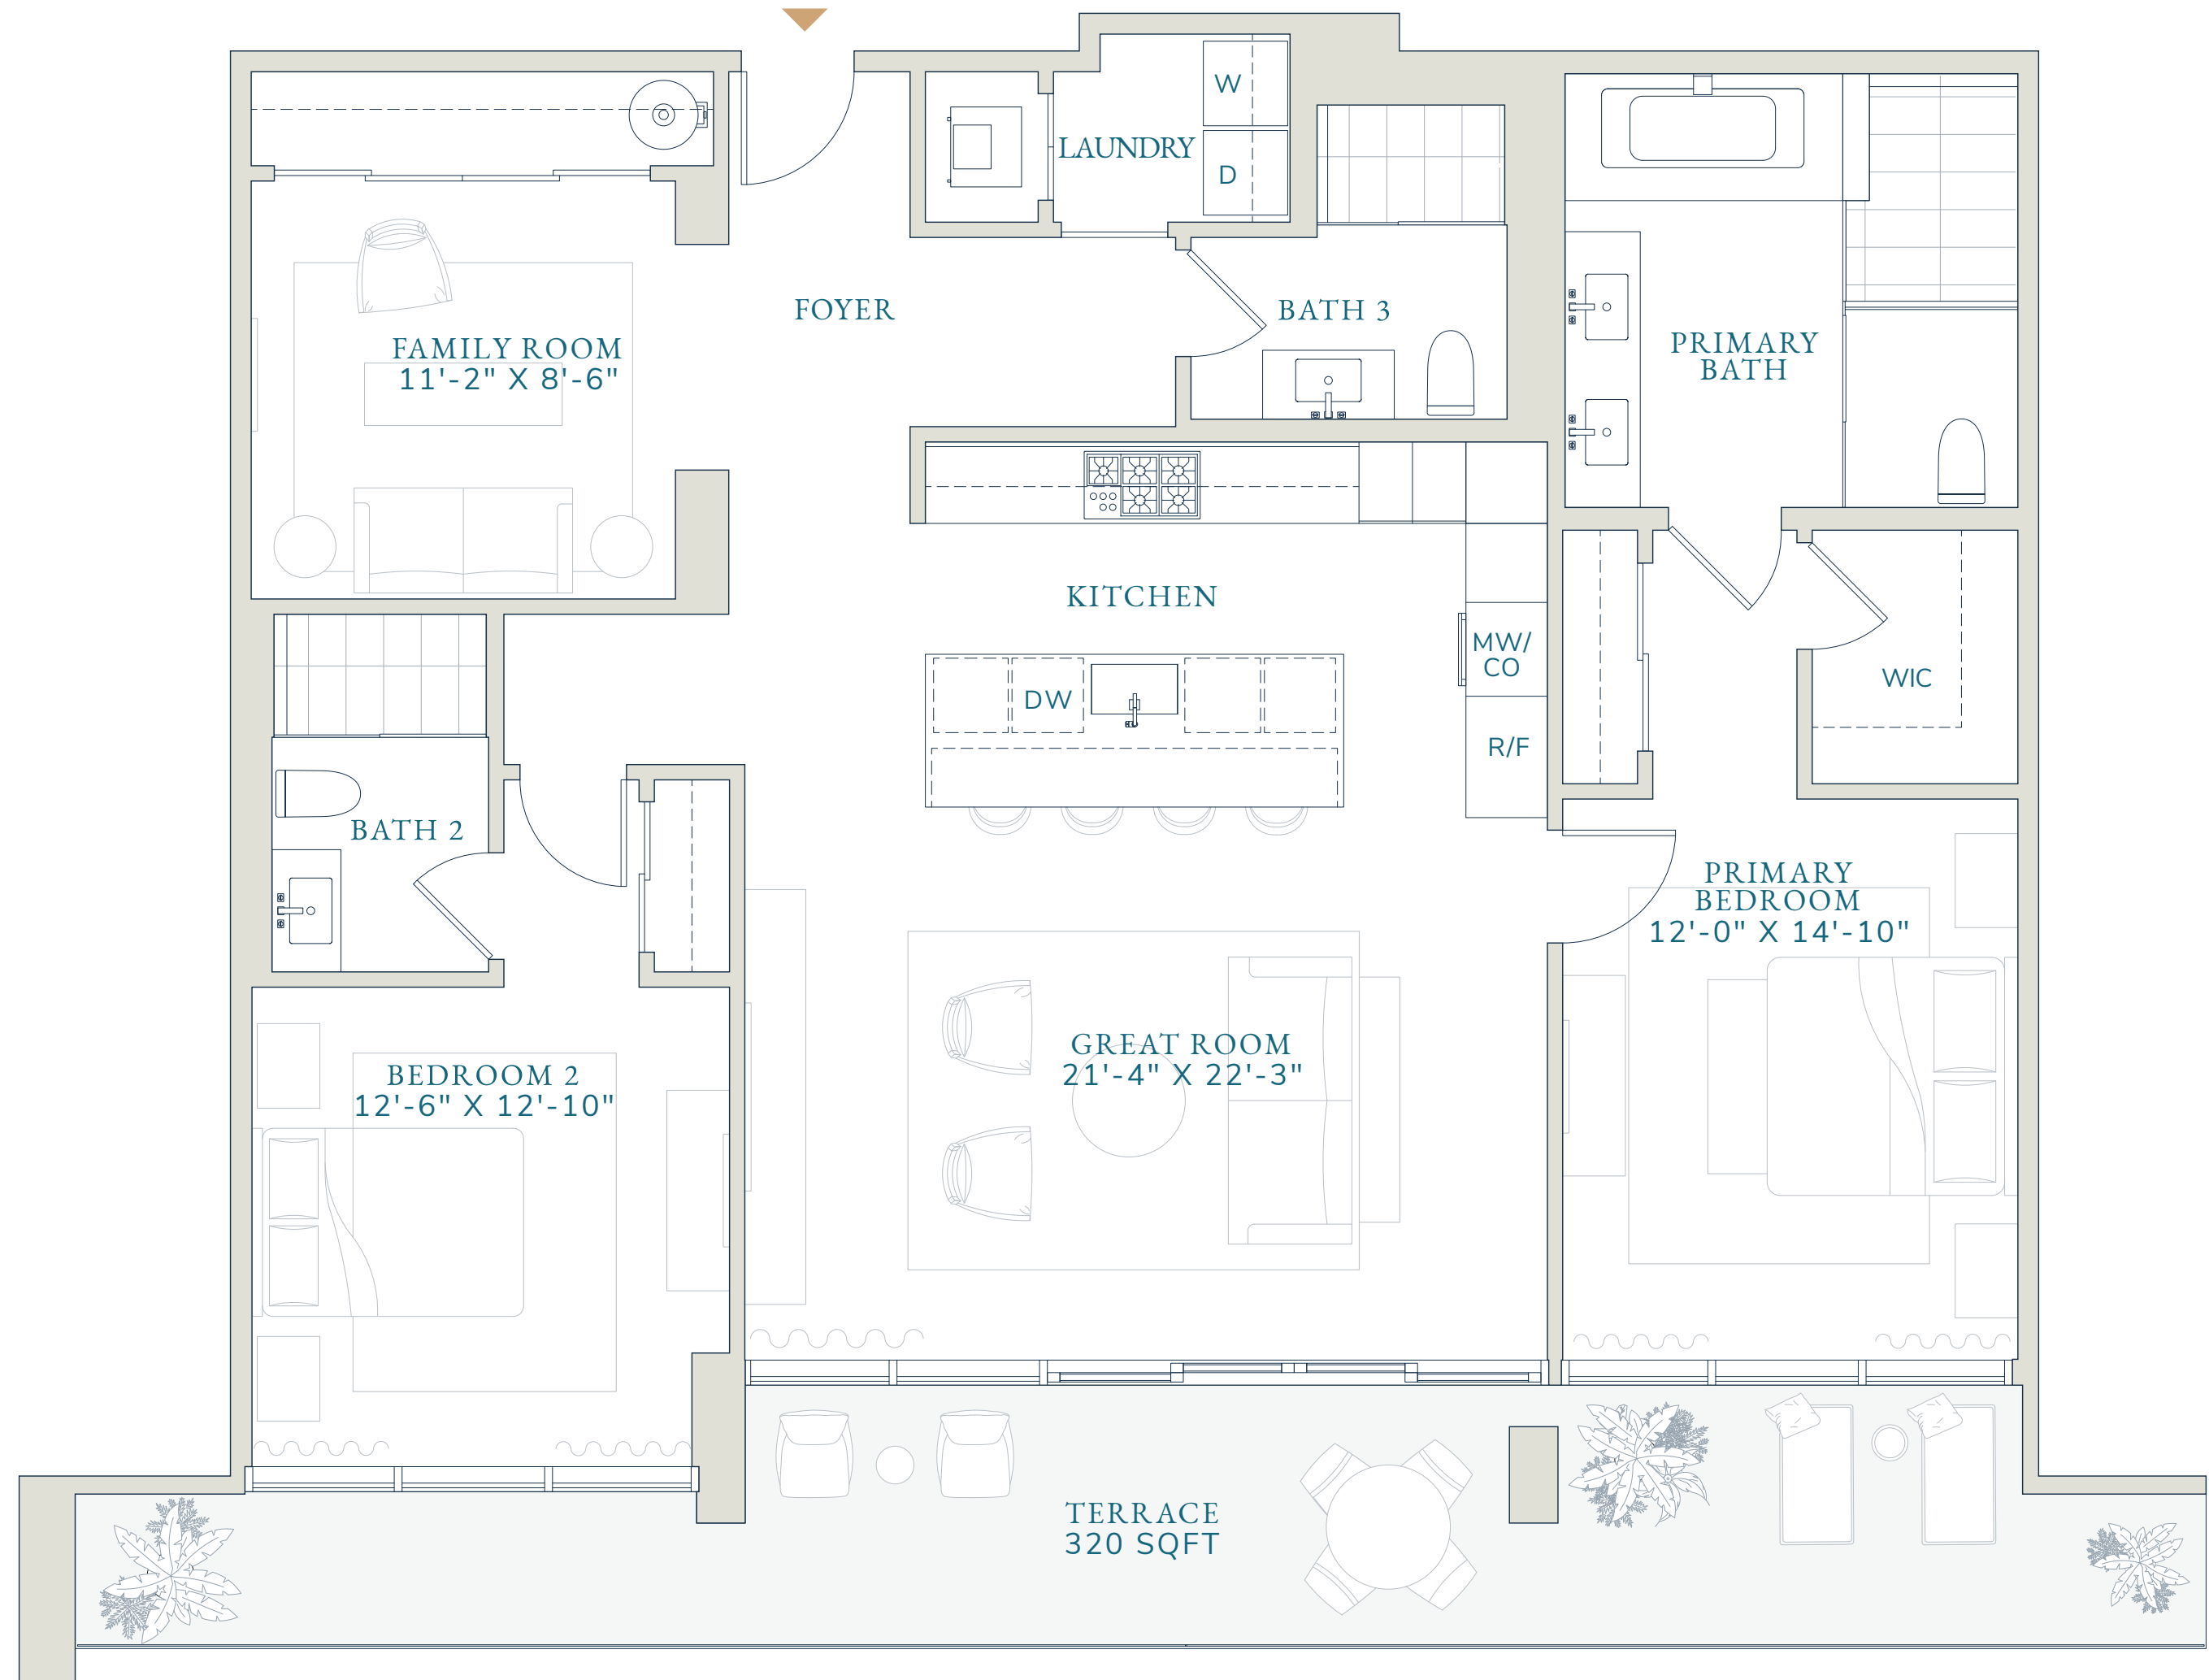 W
LAUNDRY
D
FOYER
BATH 3
FAMILY ROOM
11'-2" X 8'-6"
PRIMARY
BATH
KITCHEN
MW/
CO
WIC
DW
R/F
BATH 2
PRIMARY
BEDROOM
12'-0" X 14'-10"
GREAT ROOM
21'-4" X 22'-3"
BEDROOM 2
12'-6" X 12'-10"
TERRACE
320 SQFT